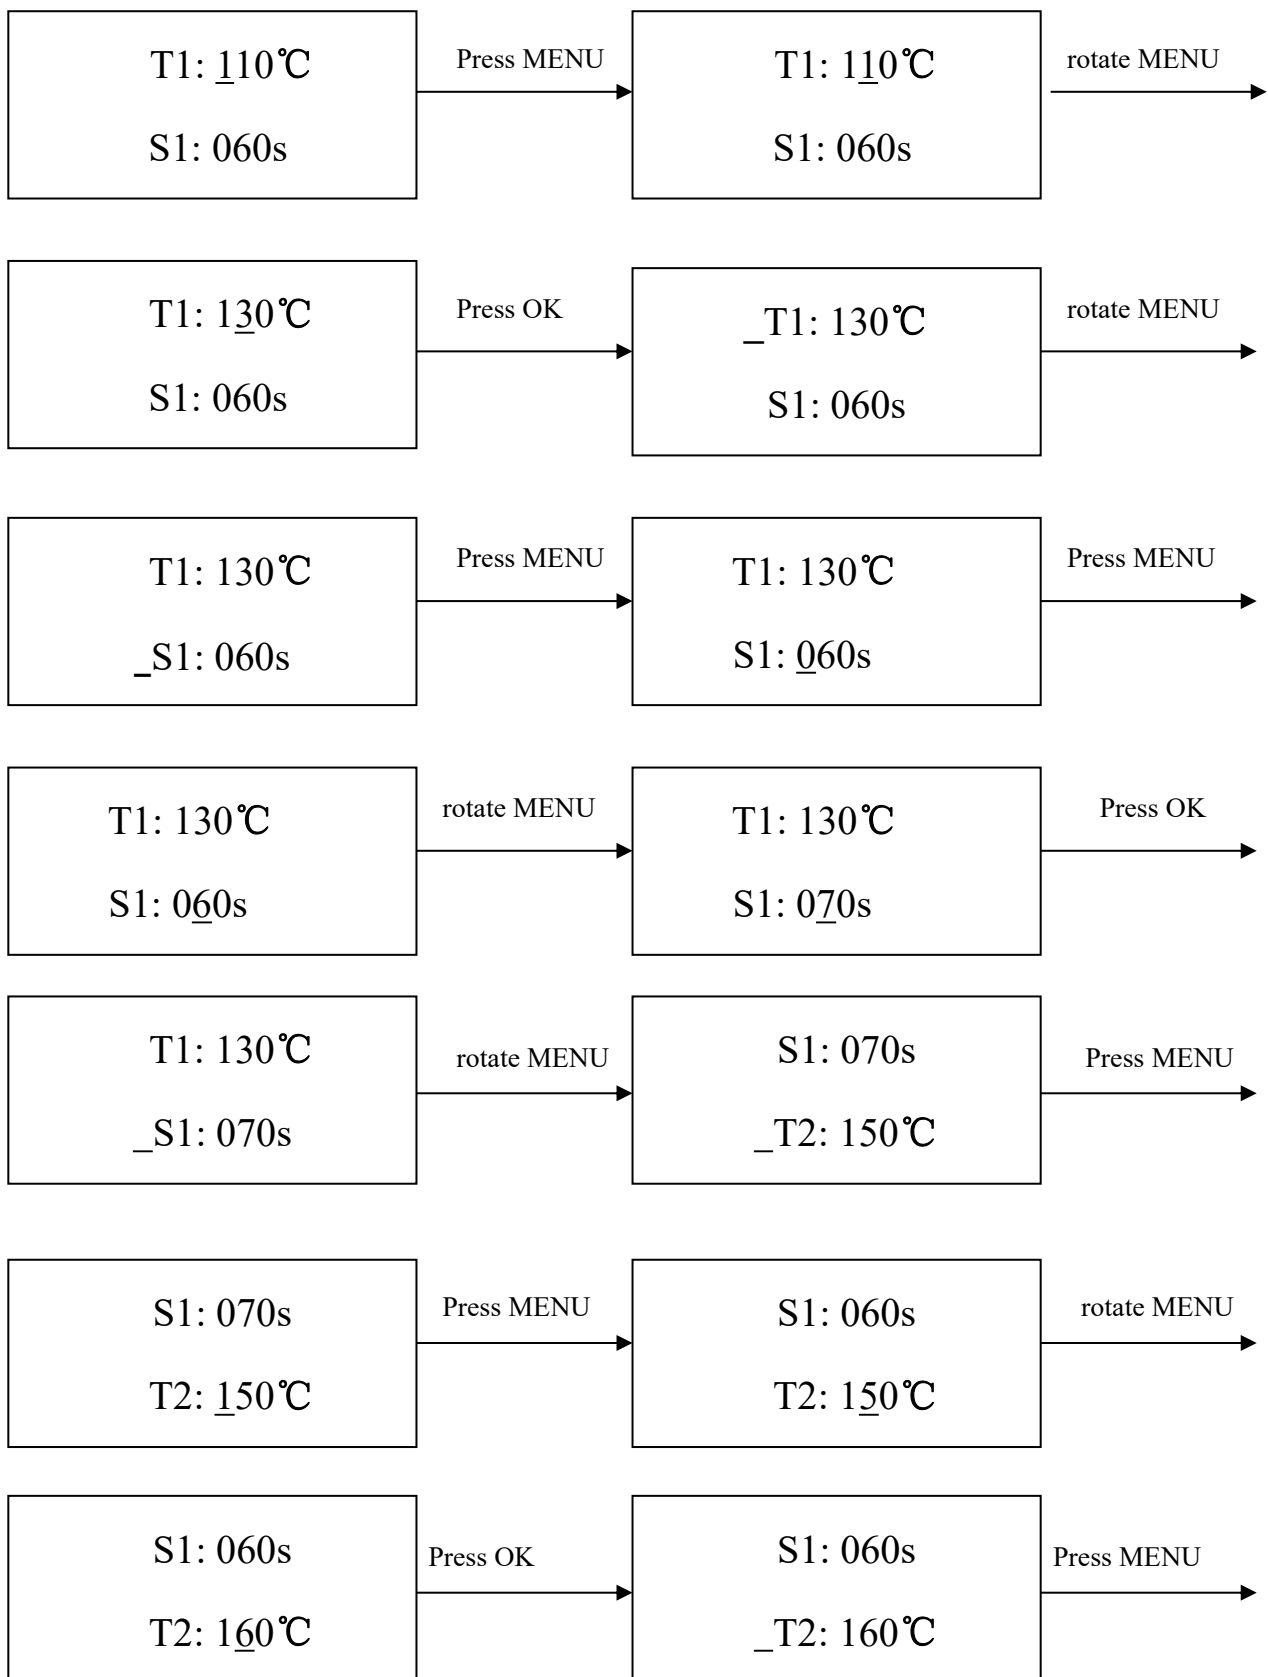 T1: 110℃
S1: 060s
Press MENU
T1: 110℃
S1: 060s
rotate MENU
T1: 130℃
S1: 060s
Press OK
_T1: 130℃
S1: 060s
rotate MENU
T1: 130℃
_S1: 060s
Press MENU
T1: 130℃
S1: 060s
Press MENU
T1: 130℃
S1: 060s
rotate MENU
T1: 130℃
S1: 070s
Press OK
T1: 130℃
_S1: 070s
rotate MENU
S1: 070s
_T2: 150℃
Press MENU
S1: 070s
T2: 150℃
Press MENU
S1: 060s
T2: 150℃
rotate MENU
S1: 060s
T2: 160℃
Press OK
S1: 060s
_T2: 160℃
Press MENU